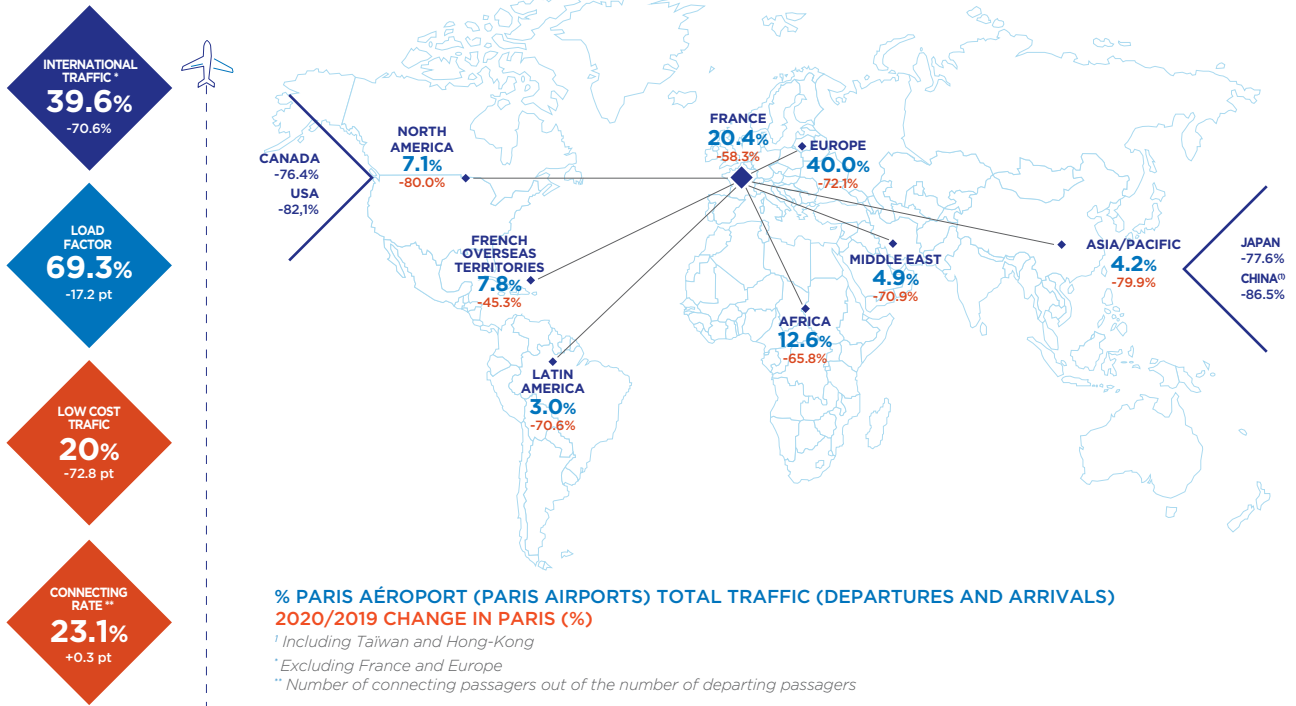 INTERNATIONAL
TRAFFIC *
39.6%
-70.6%
LOAD
FACTOR
69.3%
-17.2 pt
LOW COST
TRAFIC
20%
-72.8 pt
CONNECTING
RATE **
23.1%
+0.3 pt
CANADA
-76.4%
USA
-82,1%
NORTH
AMERICA
7.1%
-80.0%
FRENCH
OVERSEAS
TERRITORIES
7.8%
-45.3%
LATIN
AMERICA
3.0%
-70.6%
FRANCE
20.4%
-58.3%
EUROPE
40.0%
-72.1%
MIDDLE EAST
4.9%
-70.9%
AFRICA
12.6%
-65.8%
ASIA/PACIFIC
4.2%
-79.9%
JAPAN
-77.6%
CHINA(1)
-86.5%
% PARIS AÉROPORT (PARIS AIRPORTS) TOTAL TRAFFIC (DEPARTURES AND ARRIVALS)
2020/2019 CHANGE IN PARIS (%)
1 Including Taïwan and Hong-Kong
* Excluding France and Europe
** Number of connecting passagers out of the number of departing passagers